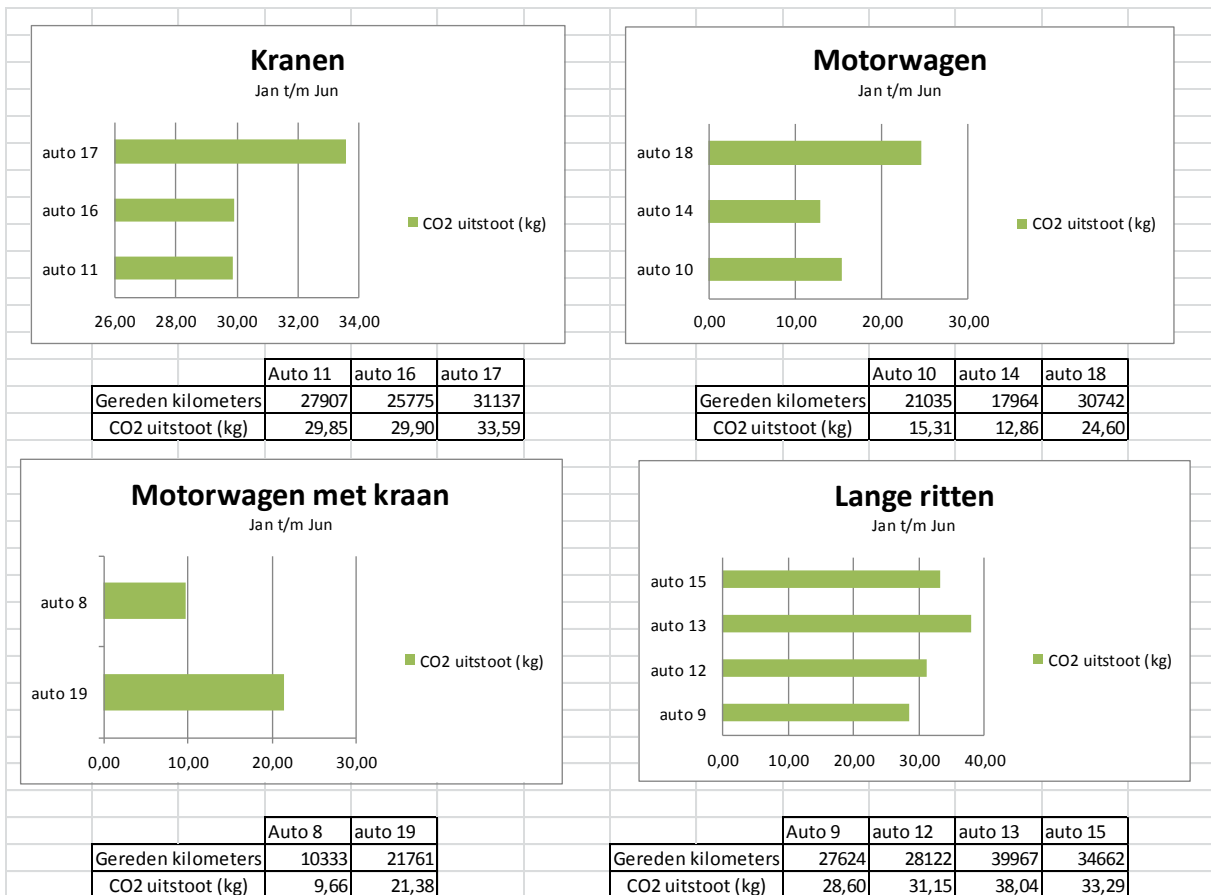 Kranen
Jan t/m Jun
auto 17
auto 16
auto 11
26,00 28,00 30,00 32,00 34,00
CO2 uitstoot (kg)
Auto 11 auto 16 auto 17
Gereden kilometers 27907 25775 31137
CO2 uitstoot (kg) 29,85 29,90 33,59
Motorwagen
Jan t/m Jun
auto 18
auto 14
auto 10
0,00 10,00 20,00 30,00
CO2 uitstoot (kg)
Auto 10 auto 14 auto 18
Gereden kilometers 21035 17964 30742
CO2 uitstoot (kg) 15,31 12,86 24,60
Motorwagen met kraan
Jan t/m Jun
auto 8
auto 19
0,00 10,00 20,00 30,00
CO2 uitstoot (kg)
Auto 8 auto 19
Gereden kilometers 10333 21761
CO2 uitstoot (kg) 9,66 21,38
Lange ritten
Jan t/m Jun
auto 15
auto 13
auto 12
auto 9
0,00 10,00 20,00 30,00 40,00
CO2 uitstoot (kg)
Auto 9 auto 12 auto 13 auto 15
Gereden kilometers 27624 28122 39967 34662
CO2 uitstoot (kg) 28,60 31,15 38,04 33,29